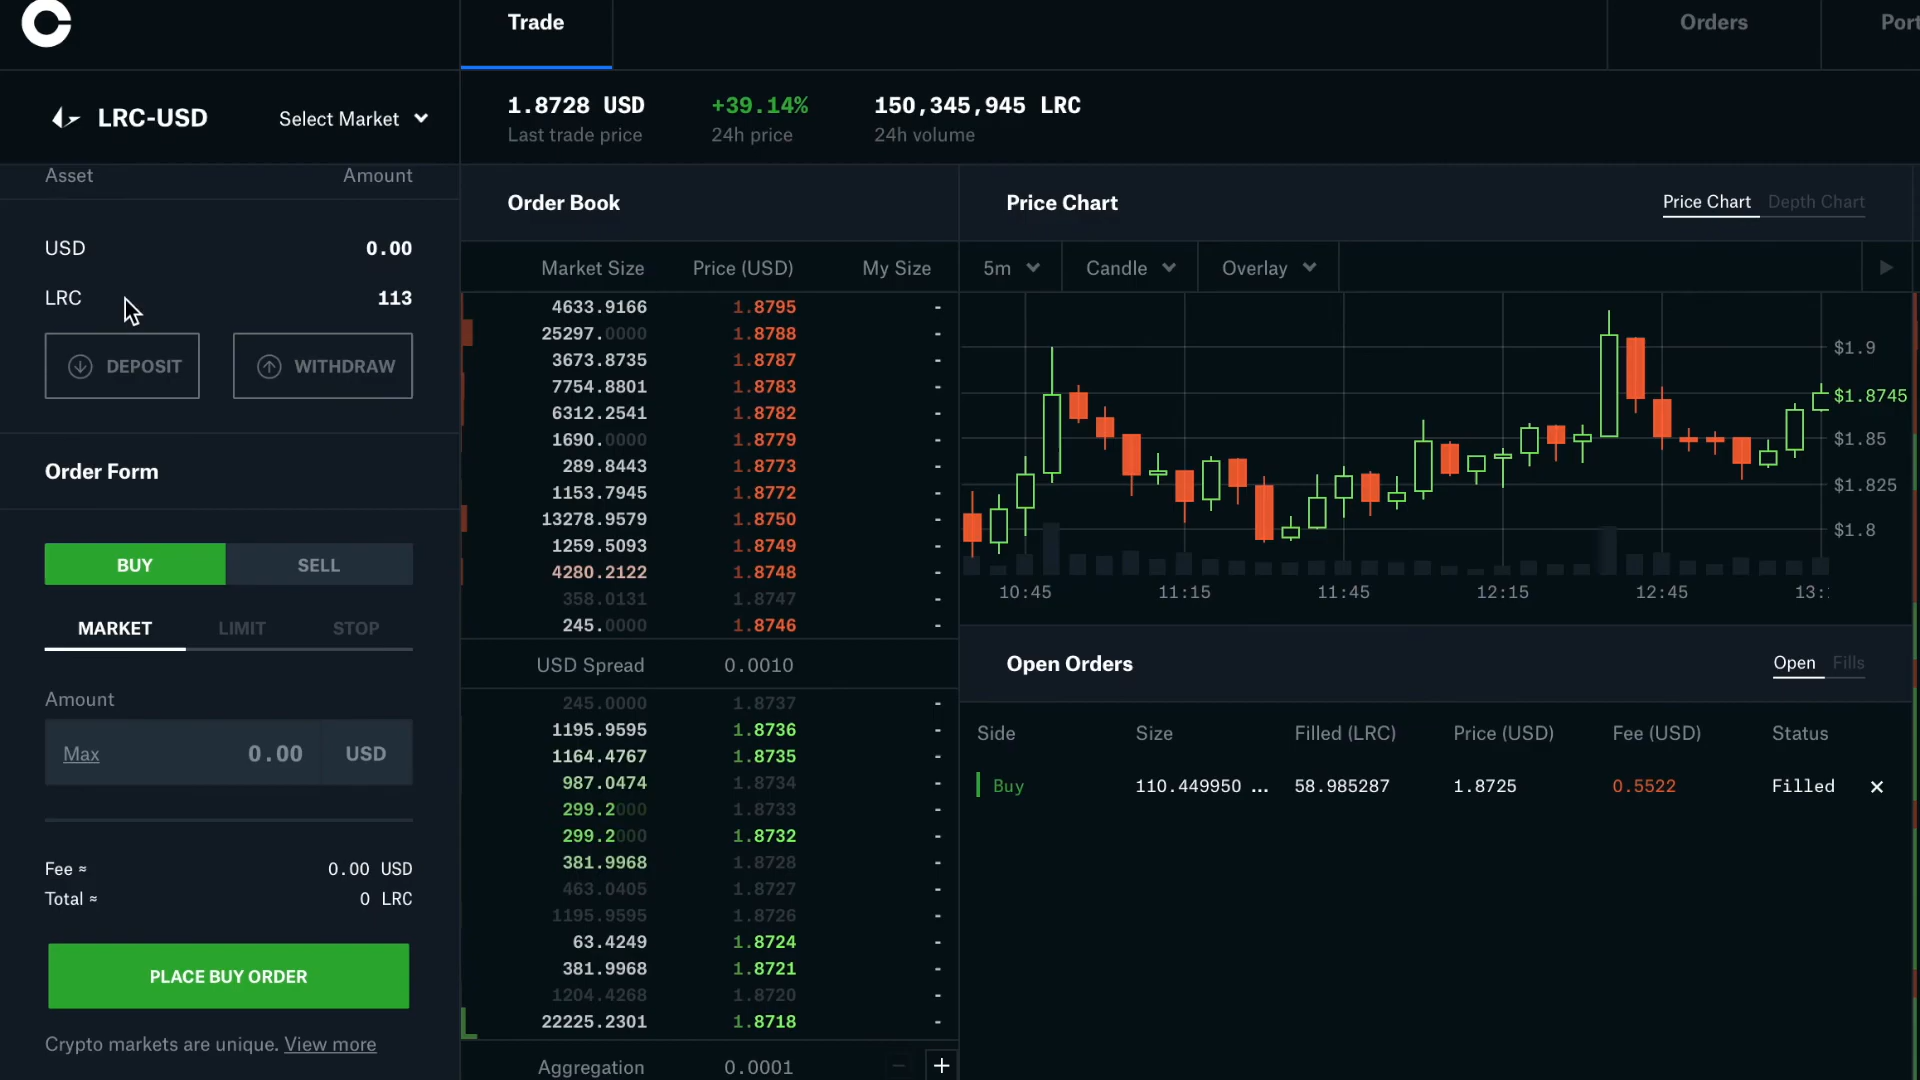 Trade
Orders
Port
LRC-USD
Select Market
1.8728 USD
Last trade price
+39.14%
24h price
150,345,945 LRC
24h volume
Asset Amount
USD 0.00
LRC 113
DEPOSIT WITHDRAW
Order Form
BUY SELL
MARKET LIMIT STOP
Amount
Max 0.00 USD
Fee ≈ 0.00 USD
Total ≈ 0 LRC
PLACE BUY ORDER
Crypto markets are unique. View more
Order Book
Market Size Price (USD) My Size
4633.9166 1.8795 -
25297.0000 1.8788 -
3673.8735 1.8787 -
7754.8801 1.8783 -
6312.2541 1.8782 -
1690.0000 1.8779 -
289.8443 1.8773 -
1153.7945 1.8772 -
13278.9579 1.8750 -
1259.5093 1.8749 -
4280.2122 1.8748 -
358.0131 1.8747 -
245.0000 1.8746 -
USD Spread 0.0010
245.0000 1.8737 -
1195.9595 1.8736 -
1164.4767 1.8735 -
987.0474 1.8734 -
299.2000 1.8733 -
299.2000 1.8732 -
381.9968 1.8728 -
463.0405 1.8727 -
1195.9595 1.8726 -
63.4249 1.8724 -
381.9968 1.8721 -
1204.4268 1.8720 -
22225.2301 1.8718 -
Aggregation 0.0001 − +
Price Chart
Price Chart Depth Chart
5m Candle Overlay
$1.9
$1.8745
$1.85
$1.825
$1.8
10:45 11:15 11:45 12:15 12:45 13:
Open Orders
Open Fills
Side Size Filled (LRC) Price (USD) Fee (USD) Status
Buy 110.449950 ... 58.985287 1.8725 0.5522 Filled ×